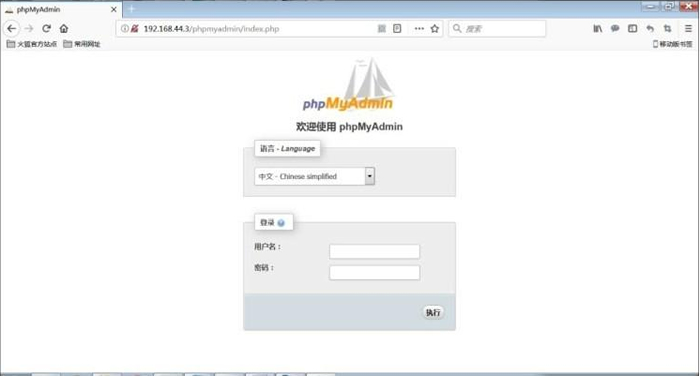 phpMyAdmin
192.168.44.3/phpmyadmin/index.php
搜索
火狐官方站点 常用网址
移动版书签
phpMyAdmin
欢迎使用 phpMyAdmin
语言 - Language
中文 - Chinese simplified
登录
用户名：
密码：
执行